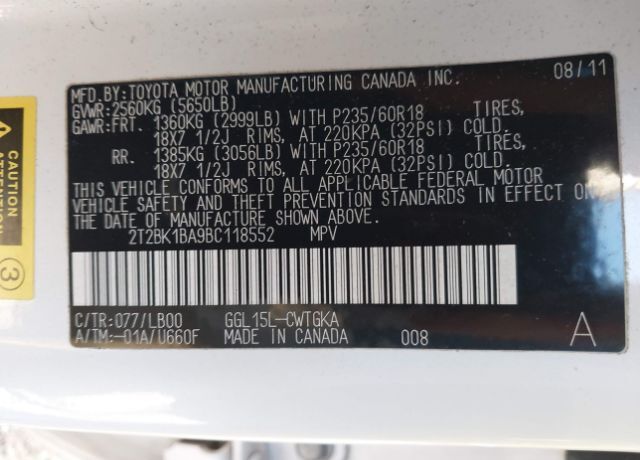 MFD.BY:TOYOTA MOTOR MANUFACTURING CANADA INC. 08/11
GVWR:2560KG (5650LB)
GAWR:FRT. 1360KG (2999LB) WITH P235/60R18 TIRES,
18X7 1/2J RIMS, AT 220KPA (32PSI) COLD.
RR. 1385KG (3056LB) WITH P235/60R18 TIRES,
18X7 1/2J RIMS, AT 220KPA (32PSI) COLD.
THIS VEHICLE CONFORMS TO ALL APPLICABLE FEDERAL MOTOR
VEHICLE SAFETY AND THEFT PREVENTION STANDARDS IN EFFECT ON
THE DATE OF MANUFACTURE SHOWN ABOVE.
2T2BK1BA9BC118552 MPV
C/TR:077/LB00 GGL15L-CWTGKA
A/TM:-01A/U660F MADE IN CANADA 008 A
CAUTION
ATTENTION
3